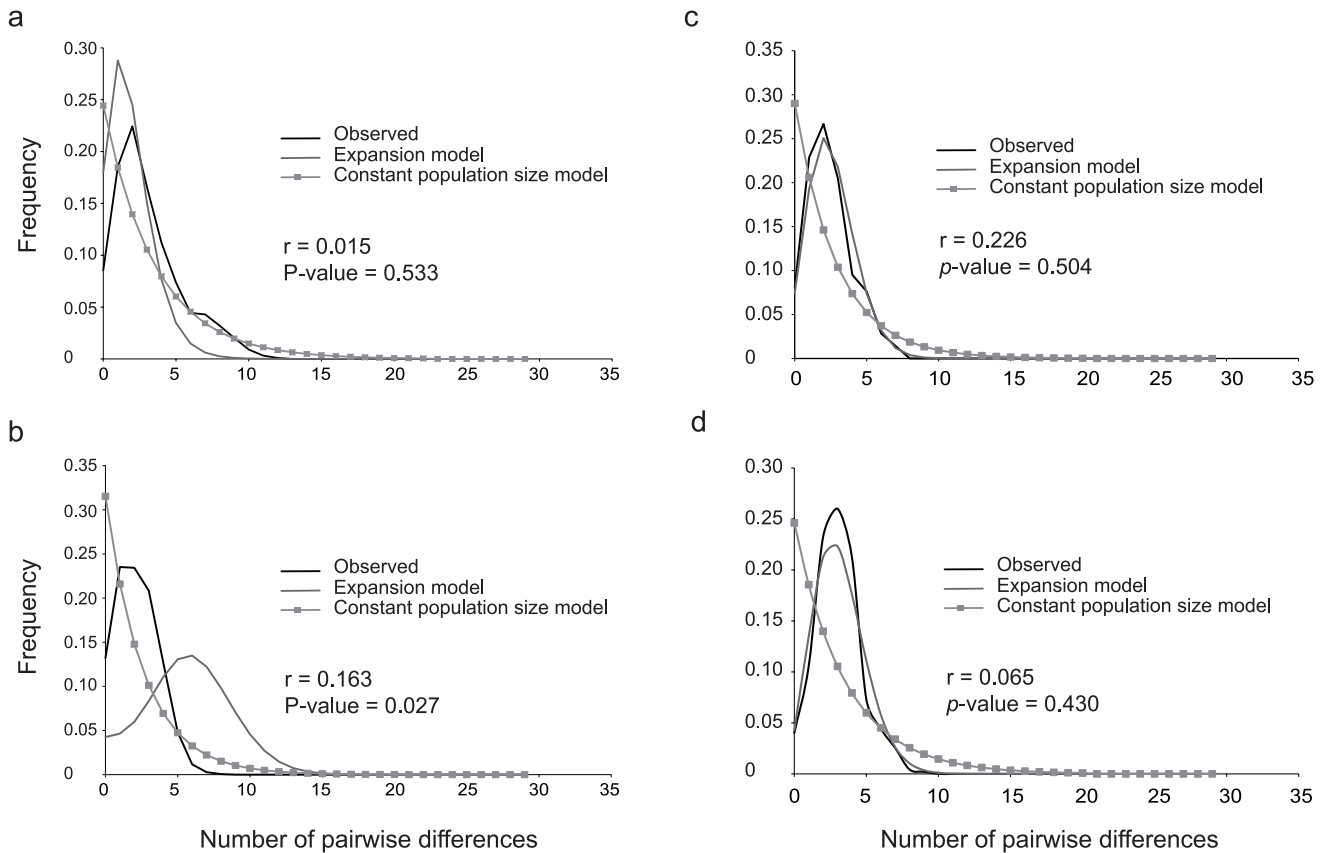 a
0.30
0.25
0.20
0.15
0.10
0.05
0
Frequency
Observed
Expansion model
Constant population size model
r = 0.015
P-value = 0.533
0 5 10 15 20 25 30 35
c
0.35
0.30
0.25
0.20
0.15
0.10
0.05
0
Observed
Expansion model
Constant population size model
r = 0.226
p-value = 0.504
0 5 10 15 20 25 30 35
b
0.35
0.30
0.25
0.20
0.15
0.10
0.05
0
Frequency
Observed
Expansion model
Constant population size model
r = 0.163
P-value = 0.027
0 5 10 15 20 25 30 35
Number of pairwise differences
d
0.30
0.25
0.20
0.15
0.10
0.05
0
Observed
Expansion model
Constant population size model
r = 0.065
p-value = 0.430
0 5 10 15 20 25 30 35
Number of pairwise differences